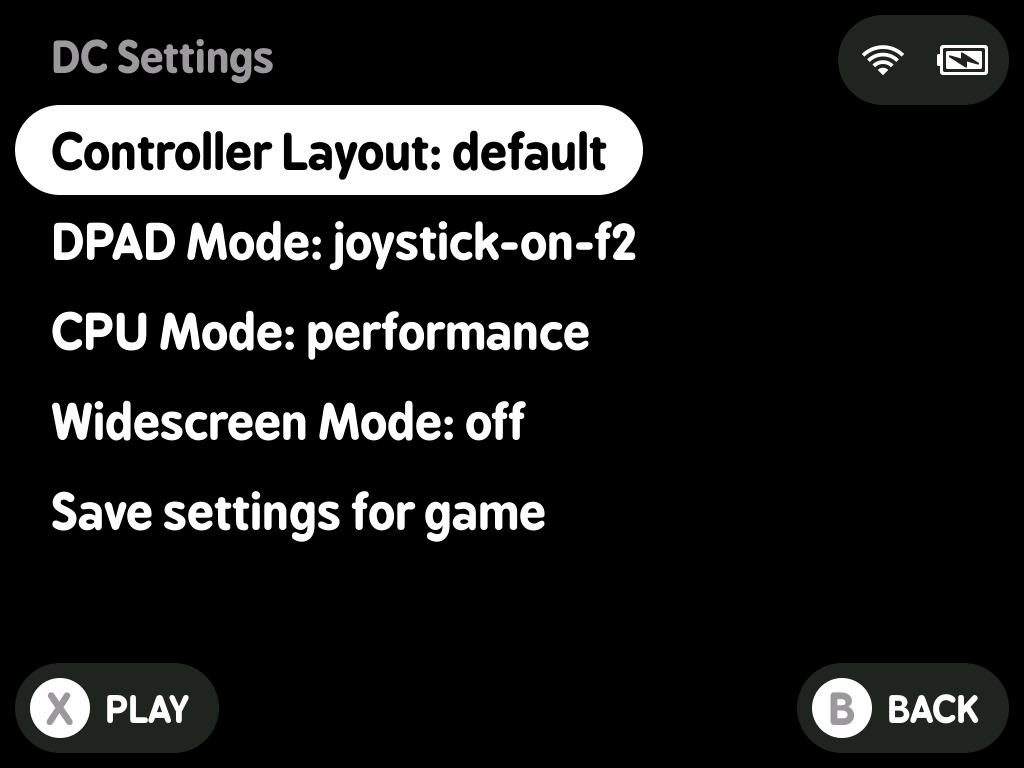 DC Settings
Controller Layout: default
DPAD Mode: joystick-on-f2
CPU Mode: performance
Widescreen Mode: off
Save settings for game
X PLAY
B BACK